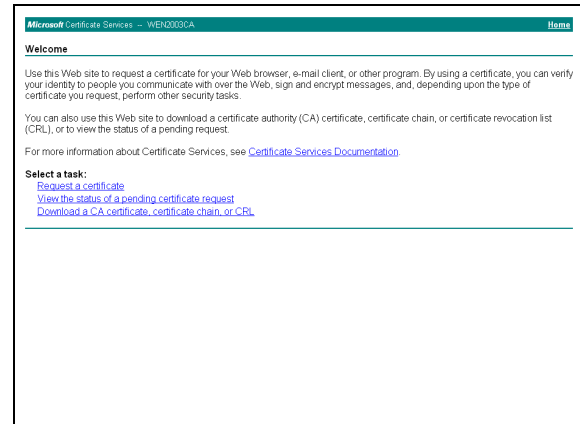 Microsoft Certificate Services -- WEN2003CA Home
Welcome
Use this Web site to request a certificate for your Web browser, e-mail client, or other program. By using a certificate, you can verify
your identity to people you communicate with over the Web, sign and encrypt messages, and, depending upon the type of
certificate you request, perform other security tasks.
You can also use this Web site to download a certificate authority (CA) certificate, certificate chain, or certificate revocation list
(CRL), or to view the status of a pending request.
For more information about Certificate Services, see Certificate Services Documentation.
Select a task:
Request a certificate
View the status of a pending certificate request
Download a CA certificate, certificate chain, or CRL